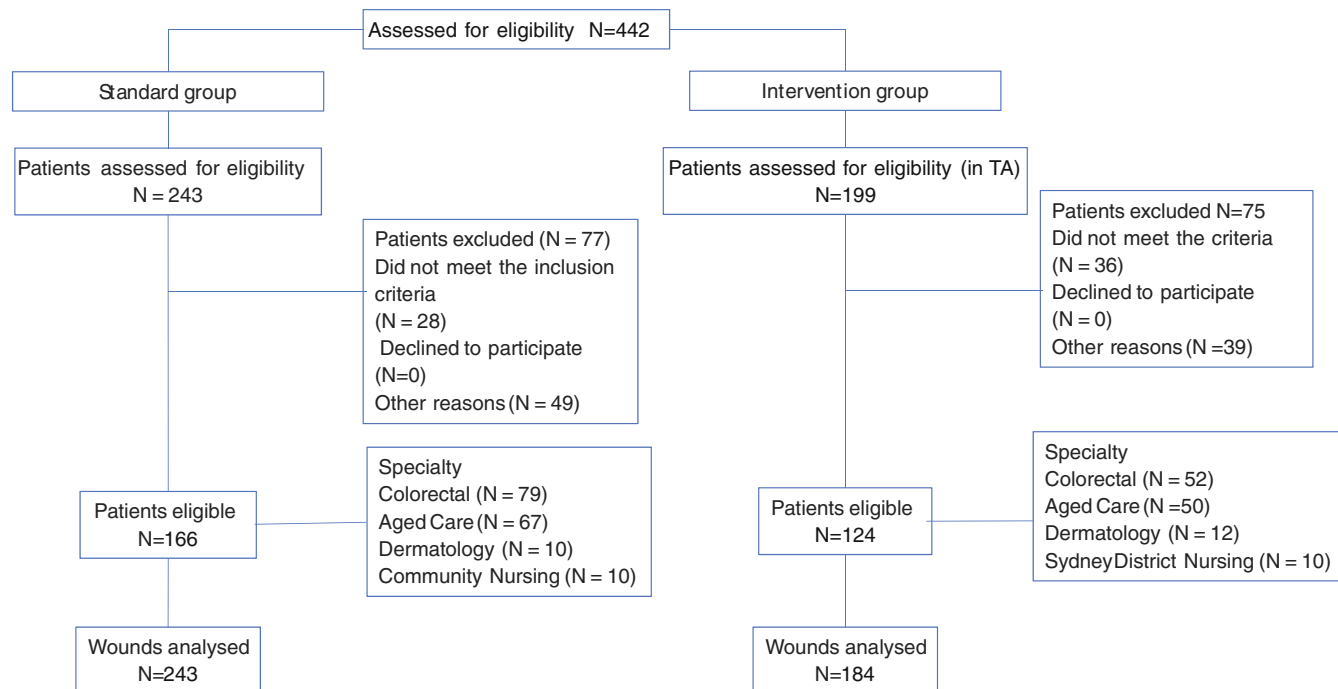 Assessed for eligibility N=442
Standard group
Intervention group
Patients assessed for eligibility
N = 243
Patients assessed for eligibility (in TA)
N=199
Patients excluded (N = 77)
Did not meet the inclusion
criteria
(N = 28)
Declined to participate
(N=0)
Other reasons (N = 49)
Patients excluded N=75
Did not meet the criteria
(N = 36)
Declined to participate
(N = 0)
Other reasons (N =39)
Patients eligible
N=166
Specialty
Colorectal (N = 79)
Aged Care (N = 67)
Dermatology (N = 10)
Community Nursing (N = 10)
Patients eligible
N=124
Specialty
Colorectal (N = 52)
Aged Care (N =50)
Dermatology (N = 12)
SydneyDistrict Nursing (N = 10)
Wounds analysed
N=243
Wounds analysed
N=184